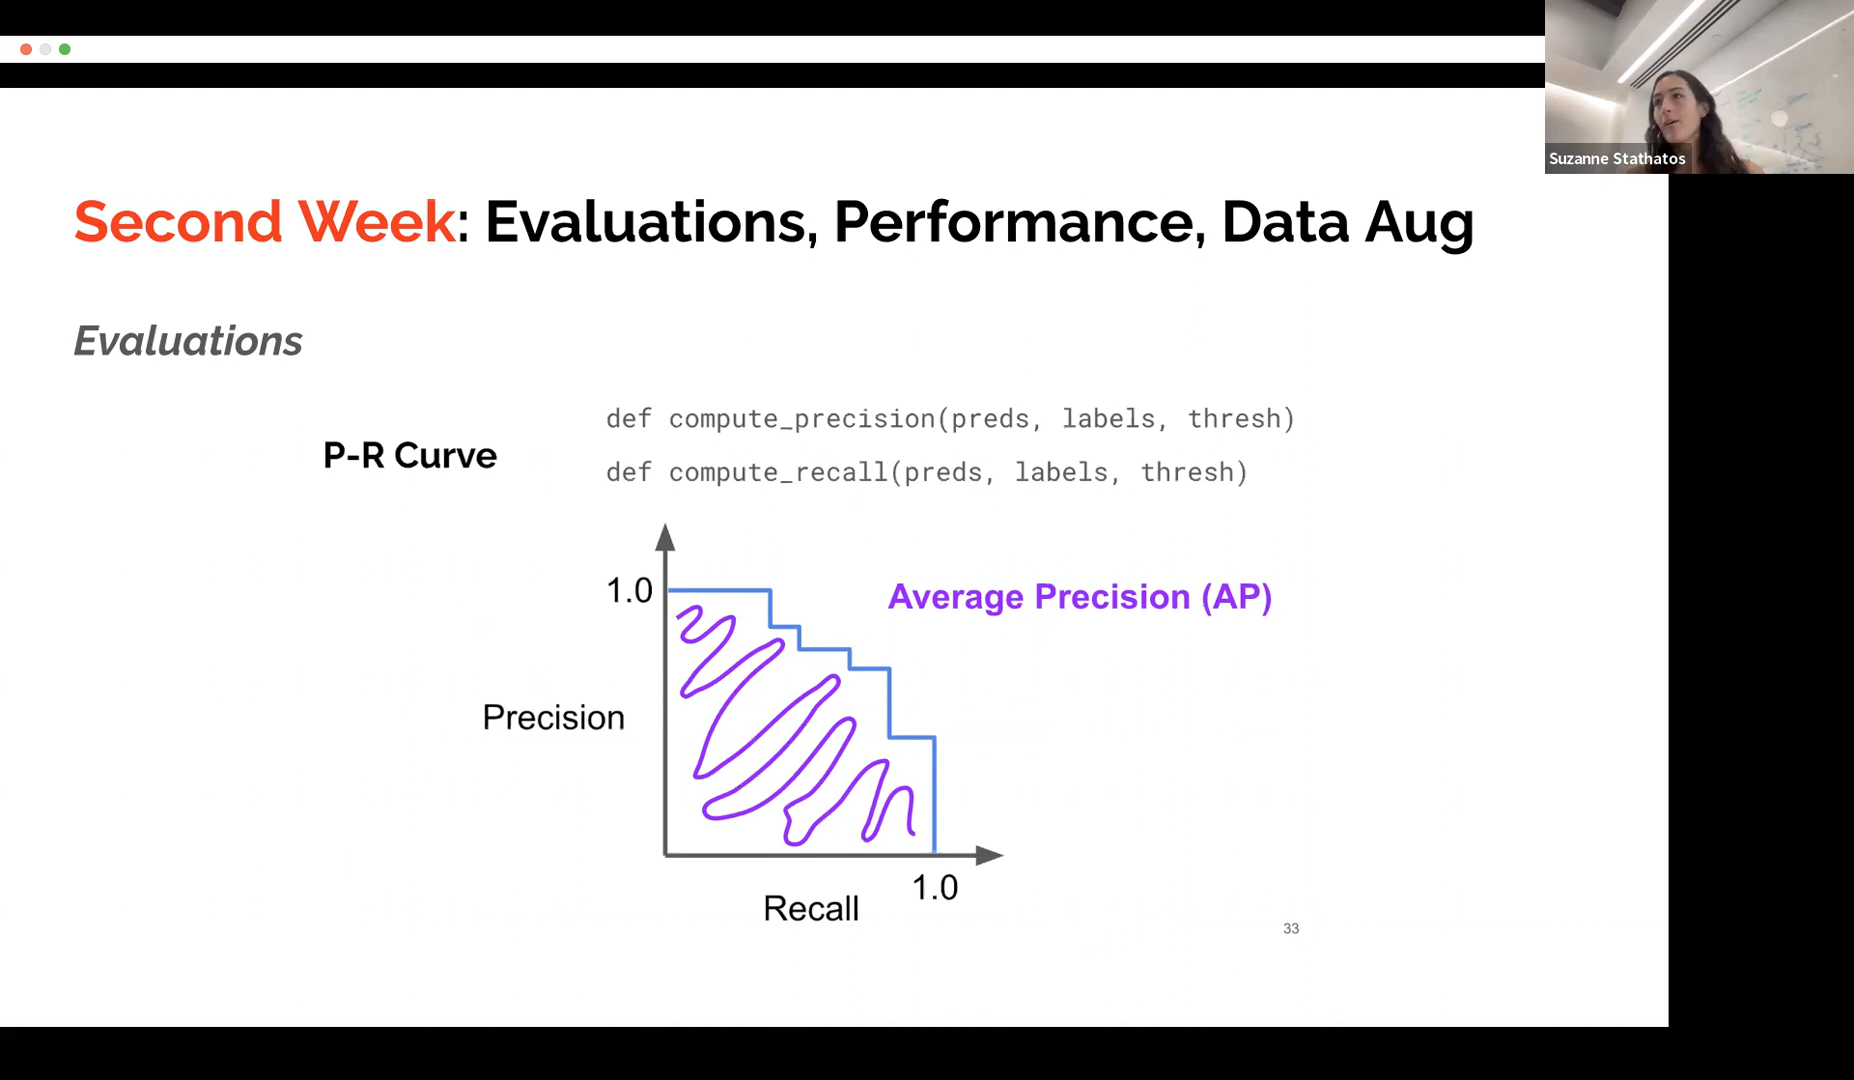 Suzanne Stathatos
Second Week: Evaluations, Performance, Data Aug
Evaluations
P-R Curve
def compute_precision(preds, labels, thresh)
def compute_recall(preds, labels, thresh)
1.0
Average Precision (AP)
Precision
1.0
Recall
33